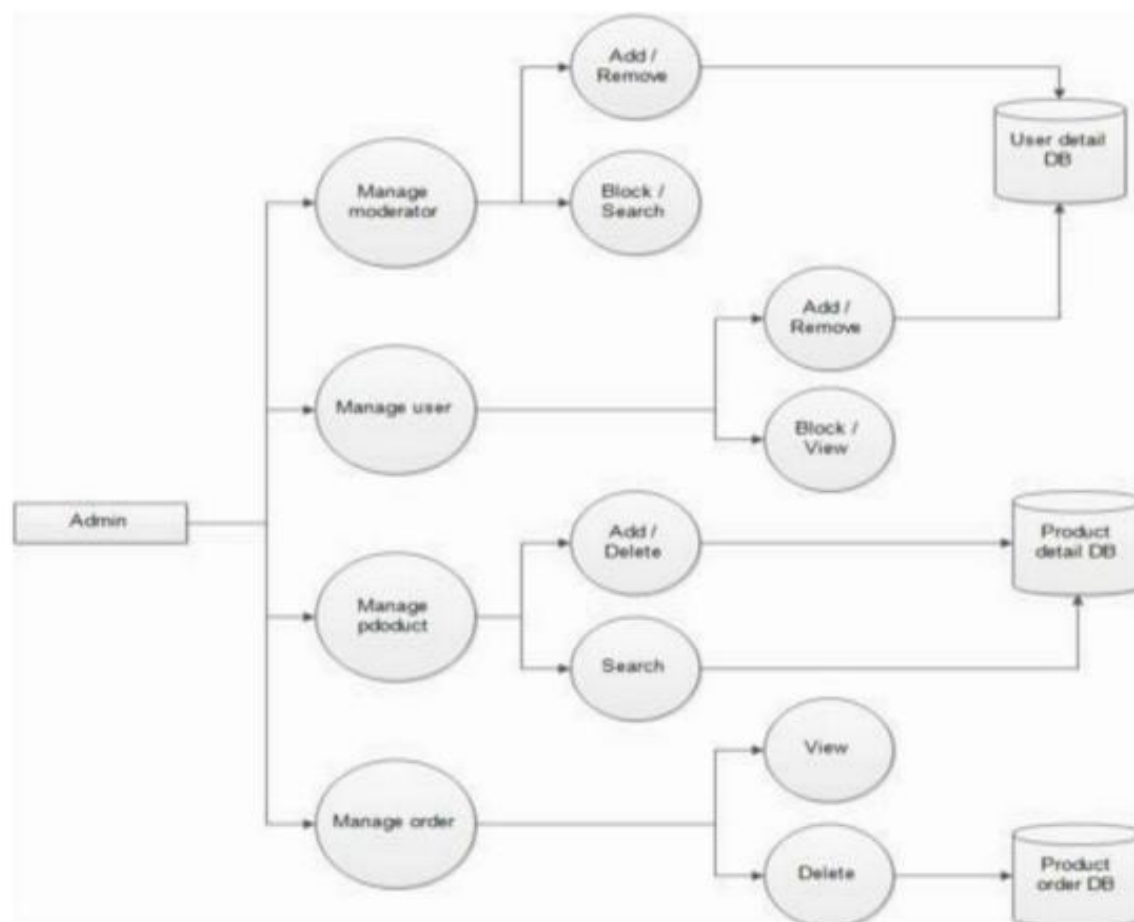 Add /
Remove
User detail
DB
Manage
moderator
Block /
Search
Add /
Remove
Manage user
Block /
View
Admin
Add /
Delete
Product
detail DB
Manage
pdoduct
Search
View
Manage order
Delete
Product
order DB